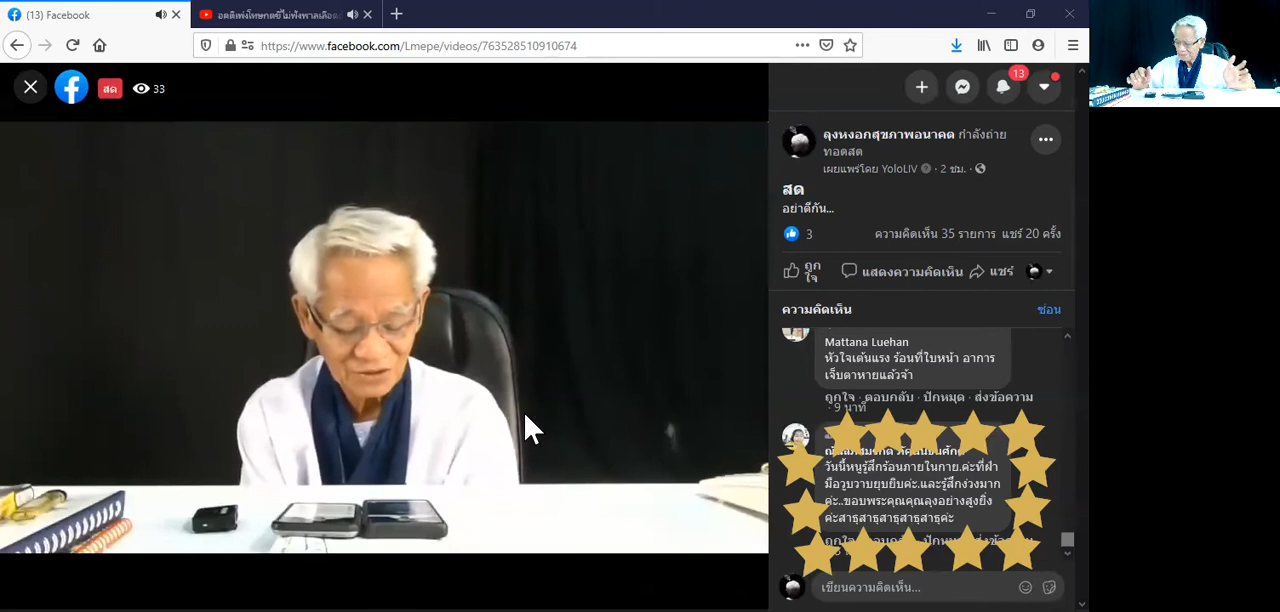 (13) Facebook
อคติเพ่งโทษกตขี่ไม่ฟังพาลเลือด
https://www.facebook.com/Lmepe/videos/763528510910674
สด
33
13
ลุงหงอกสุขภาพอนาคต กำลังถ่าย
ทอดสด
เผยแพร่โดย YoloLIV · 2 ชม. ·
สด
อย่าตีกัน...
3
ความคิดเห็น 35 รายการ แชร์ 20 ครั้ง
ถูก
ใจ
แสดงความคิดเห็น
แชร์
ความคิดเห็น
ซ่อน
Mattana Luehan
หัวใจเต้นแรง ร้อนที่ใบหน้า อาการ
เจ็บตาหายแล้วจ้า
ถูกใจ · ตอบกลับ · ปักหมุด · ส่งข้อความ
· 9 นาที
วันนี้หนูรู้สึกร้อนภายในกาย.ค่ะที่ฝ่า
มือวูบวาบยุบยิบค่ะ.และรู้สึกง่วงมาก
ค่ะ..ขอบพระคุณคุณลุงอย่างสูงยิ่ง
ค่ะสาธุสาธุสาธุสาธุสาธุค่ะ
เขียนความคิดเห็น...